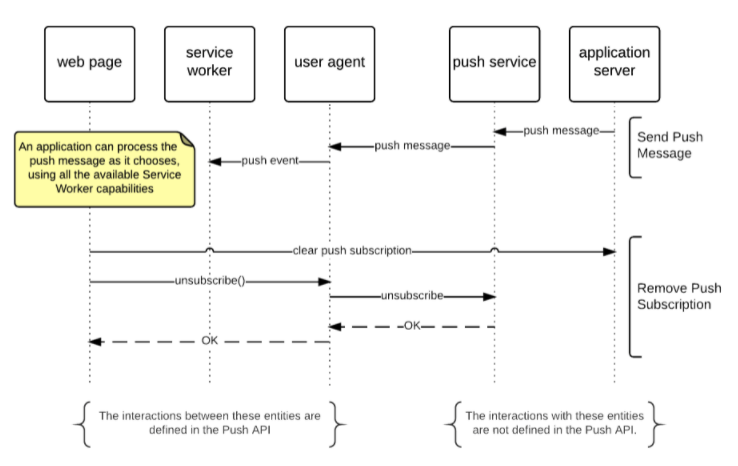 web page
service
worker
user agent
push service
application
server
push message
Send Push
Message
push message
push event
An application can process the
push message as it chooses,
using all the available Service
Worker capabilities
clear push subscription
unsubscribe()
unsubscribe
Remove Push
Subscription
OK
OK
The interactions between these entities are
defined in the Push API
The interactions with these entities
are not defined in the Push API.